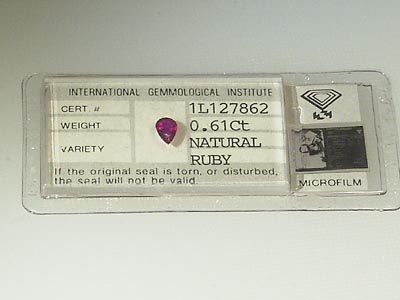 INTERNATIONAL GEMMOLOGICAL INSTITUTE
CERT. # 1L127862
WEIGHT 0.61Ct
VARIETY NATURAL
RUBY
If the original seal is torn, or disturbed,
the seal will not be valid.
MICROFILM